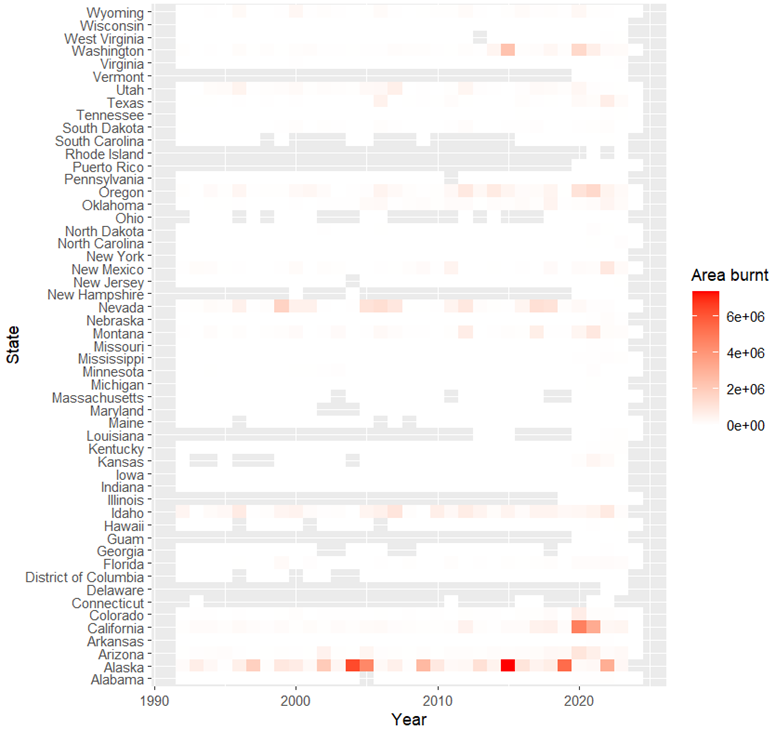 Wyoming
Wisconsin
West Virginia
Washington
Virginia
Vermont
Utah
Texas
Tennessee
South Dakota
South Carolina
Rhode Island
Puerto Rico
Pennsylvania
Oregon
Oklahoma
Ohio
North Dakota
North Carolina
New York
New Mexico
New Jersey
New Hampshire
Nevada
Nebraska
Montana
Missouri
Mississippi
Minnesota
Michigan
Massachusetts
Maryland
Maine
Louisiana
Kentucky
Kansas
Iowa
Indiana
Illinois
Idaho
Hawaii
Guam
Georgia
Florida
District of Columbia
Delaware
Connecticut
Colorado
California
Arkansas
Arizona
Alaska
Alabama
State
1990 2000 2010 2020
Year
Area burnt
6e+06
4e+06
2e+06
0e+00